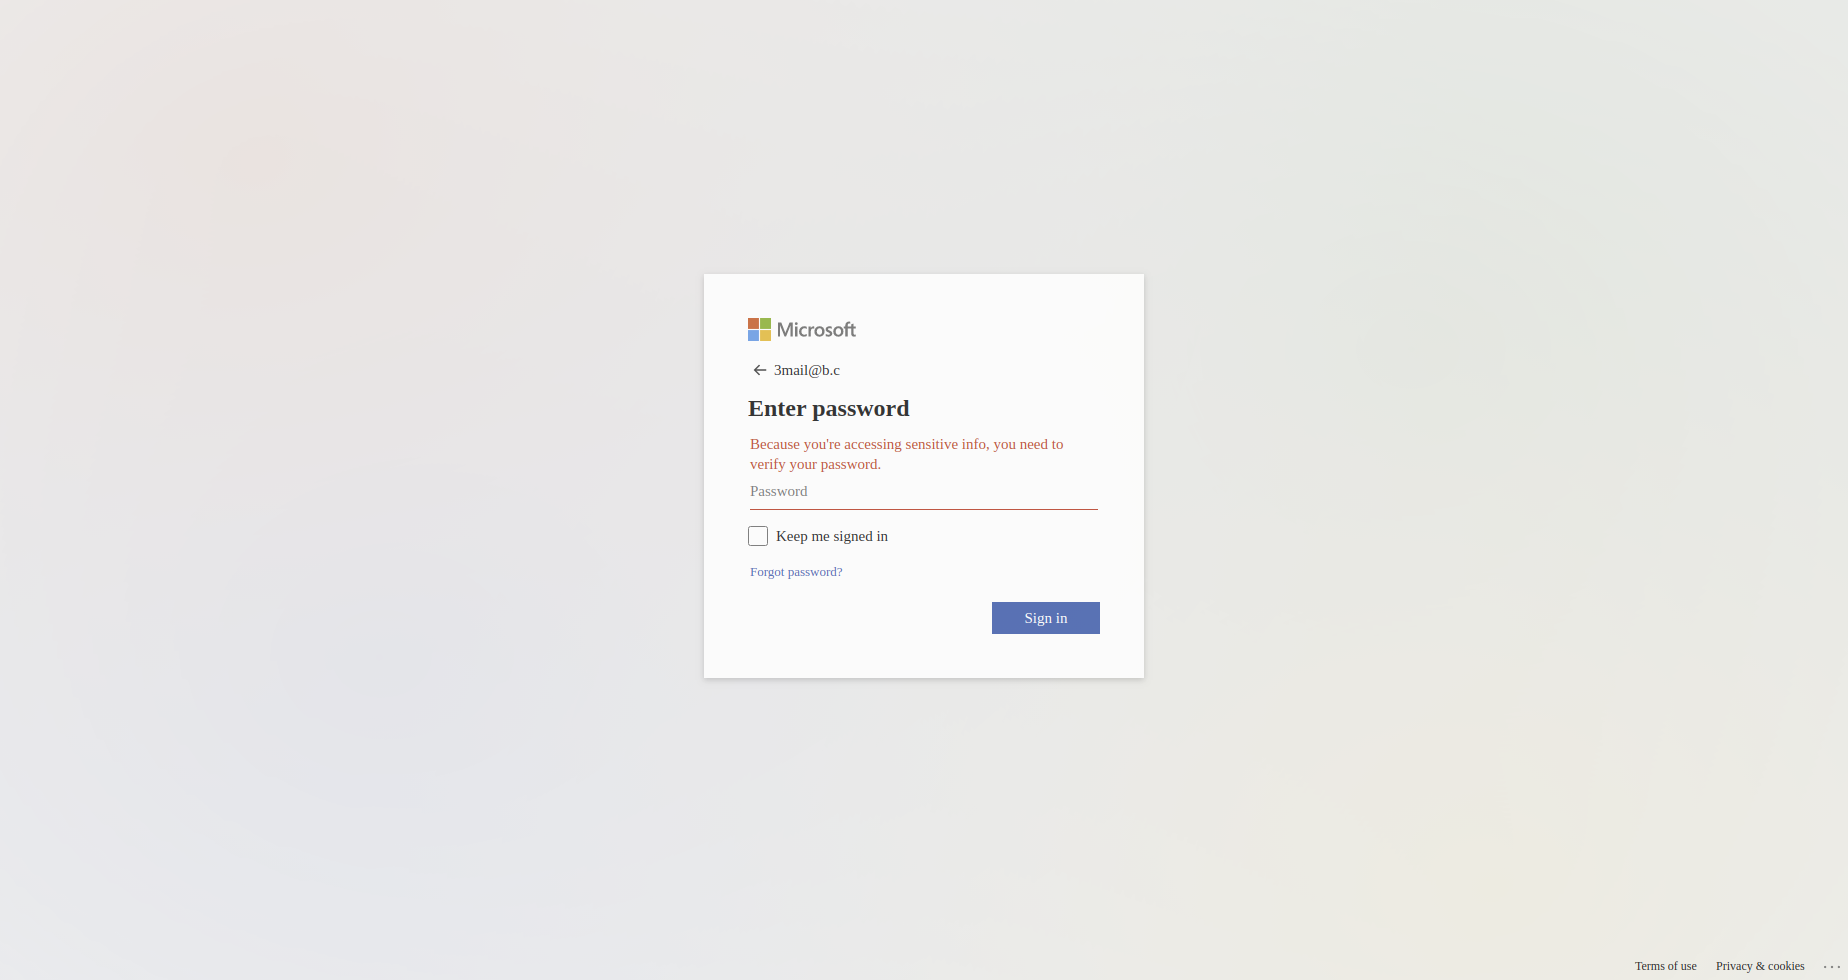 Microsoft
3mail@b.c
Enter password
Because you're accessing sensitive info, you need to
verify your password.
Password
Keep me signed in
Forgot password?
Sign in
Terms of use Privacy & cookies ...